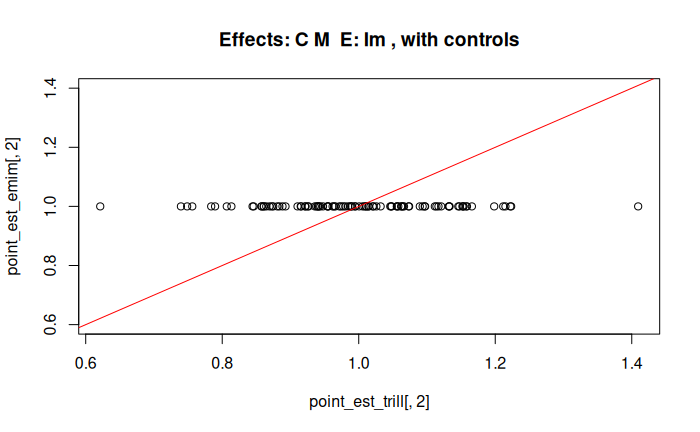 Effects: C M  E: Im , with controls
point_est_emim[, 2]
1.4
1.2
1.0
0.8
0.6
0.6 0.8 1.0 1.2 1.4
point_est_trill[, 2]